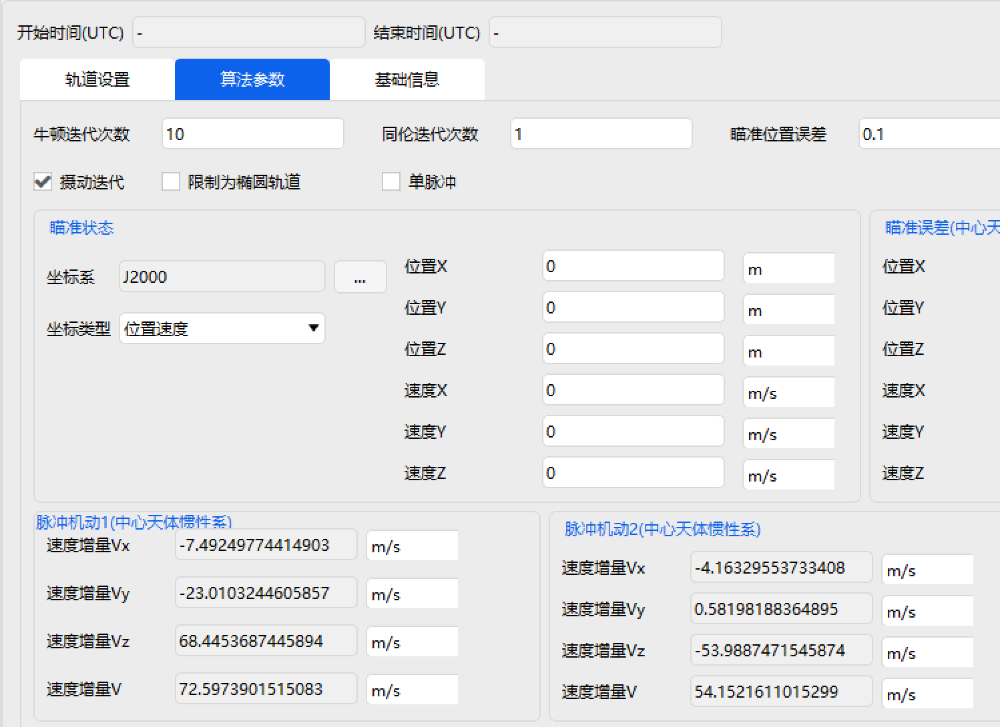 开始时间(UTC) - 结束时间(UTC) -
轨道设置 算法参数 基础信息
牛顿迭代次数 10 同伦迭代次数 1 瞄准位置误差 0.1
摄动迭代 限制为椭圆轨道 单脉冲
瞄准状态
坐标系 J2000 ...
坐标类型 位置速度
位置X 0 m
位置Y 0 m
位置Z 0 m
速度X 0 m/s
速度Y 0 m/s
速度Z 0 m/s
瞄准误差(中心天
位置X
位置Y
位置Z
速度X
速度Y
速度Z
脉冲机动1(中心天体惯性系)
速度增量Vx -7.49249774414903 m/s
速度增量Vy -23.0103244605857 m/s
速度增量Vz 68.4453687445894 m/s
速度增量V 72.5973901515083 m/s
脉冲机动2(中心天体惯性系)
速度增量Vx -4.16329553733408 m/s
速度增量Vy 0.58198188364895 m/s
速度增量Vz -53.9887471545874 m/s
速度增量V 54.1521611015299 m/s